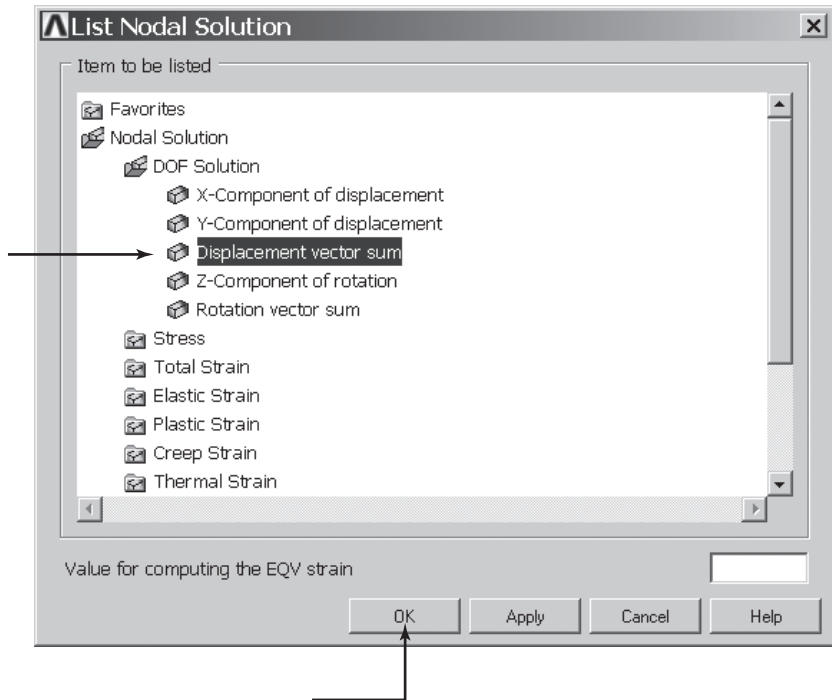 List Nodal Solution
Item to be listed
Favorites
Nodal Solution
DOF Solution
X-Component of displacement
Y-Component of displacement
Displacement vector sum
Z-Component of rotation
Rotation vector sum
Stress
Total Strain
Elastic Strain
Plastic Strain
Creep Strain
Thermal Strain
Value for computing the EQV strain
OK Apply Cancel Help